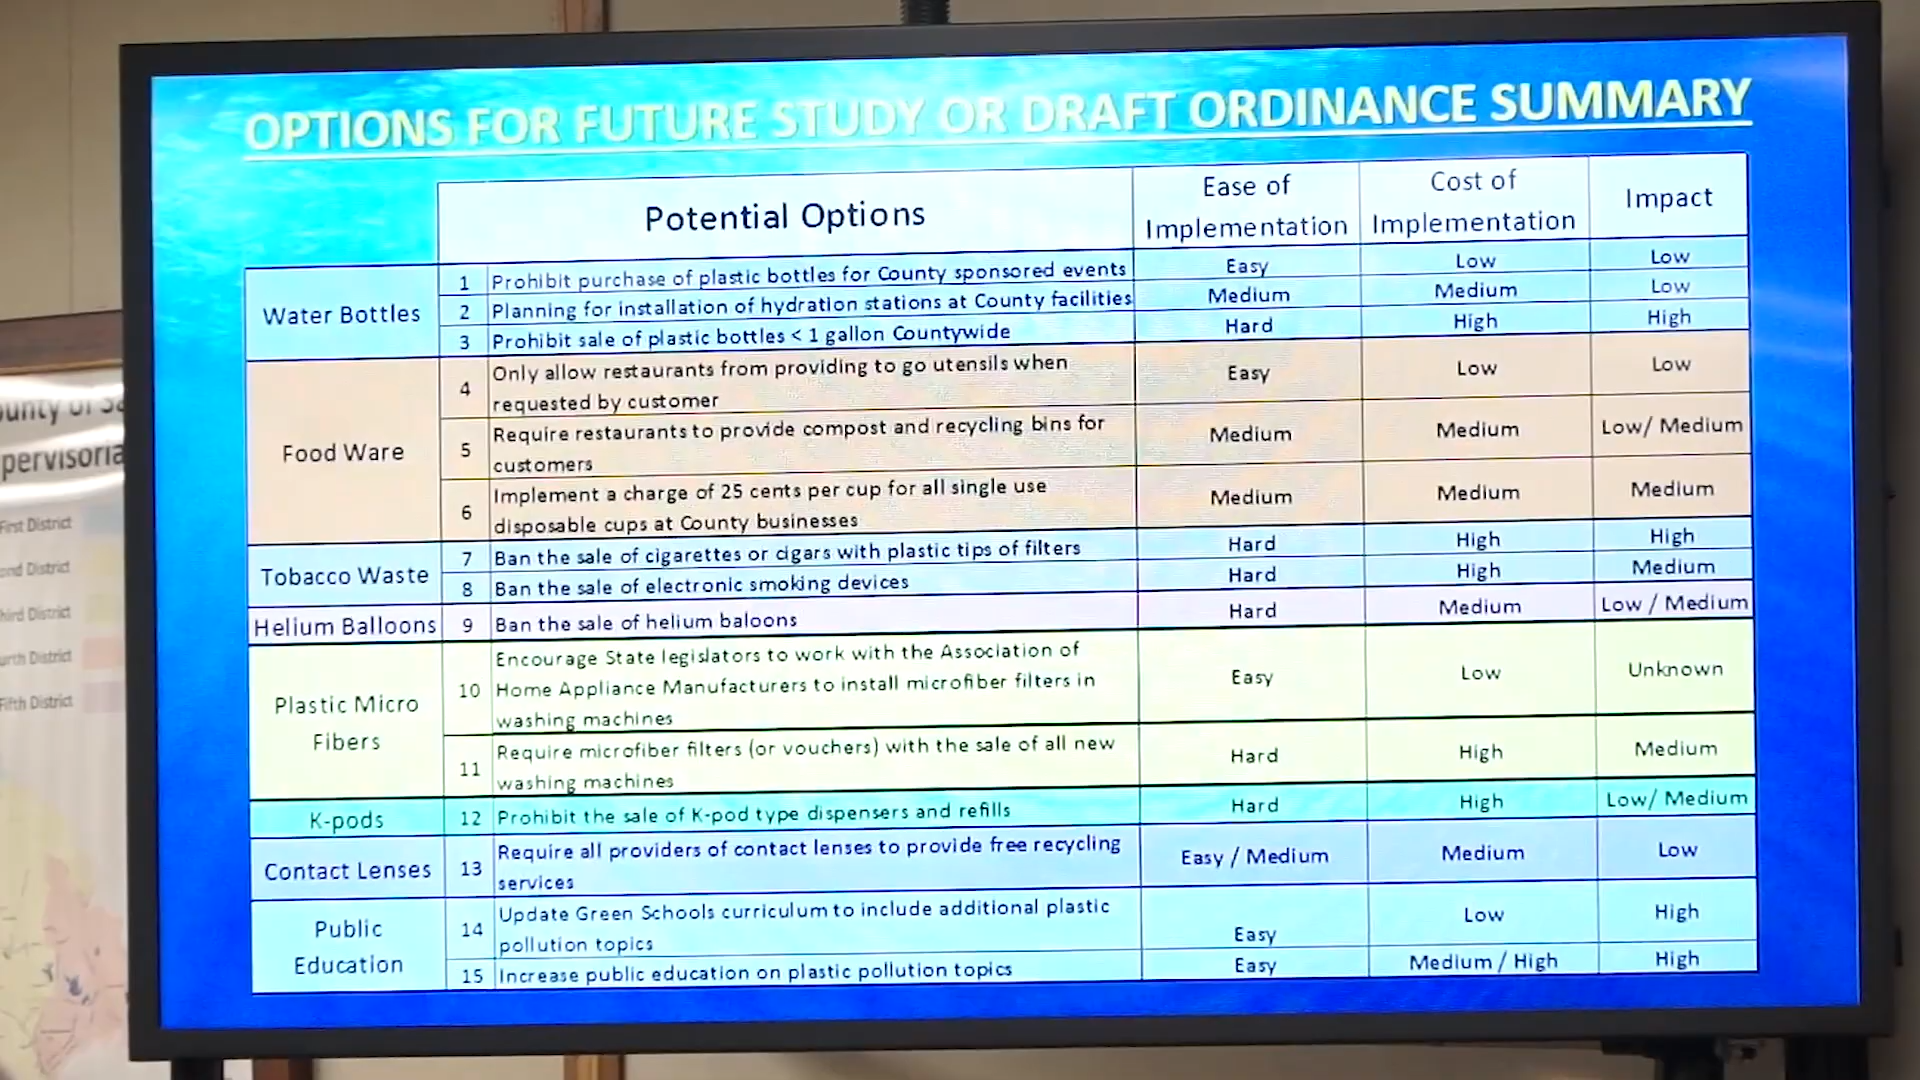 OPTIONS FOR FUTURE STUDY OR DRAFT ORDINANCE SUMMARY
Potential Options
Ease of
Implementation
Cost of
Implementation
Impact
Water Bottles
1 Prohibit purchase of plastic bottles for County sponsored events Easy Low Low
2 Planning for installation of hydration stations at County facilities Medium Medium Low
3 Prohibit sale of plastic bottles < 1 gallon Countywide Hard High High
Food Ware
4 Only allow restaurants from providing to go utensils when
requested by customer
Easy Low Low
5 Require restaurants to provide compost and recycling bins for
customers
Medium Medium Low/ Medium
6 Implement a charge of 25 cents per cup for all single use
disposable cups at County businesses
Medium Medium Medium
Tobacco Waste
7 Ban the sale of cigarettes or cigars with plastic tips of filters Hard High High
8 Ban the sale of electronic smoking devices Hard High Medium
Helium Balloons 9 Ban the sale of helium baloons Hard Medium Low / Medium
Plastic Micro
Fibers
10 Encourage State legislators to work with the Association of
Home Appliance Manufacturers to install microfiber filters in
washing machines
Easy Low Unknown
11 Require microfiber filters (or vouchers) with the sale of all new
washing machines
Hard High Medium
K-pods 12 Prohibit the sale of K-pod type dispensers and refills Hard High Low/ Medium
Contact Lenses
13 Require all providers of contact lenses to provide free recycling
services
Easy / Medium Medium Low
Public
Education
14 Update Green Schools curriculum to include additional plastic
pollution topics
Easy Low High
15 Increase public education on plastic pollution topics Easy Medium / High High
First District
District
District
District
Fifth District